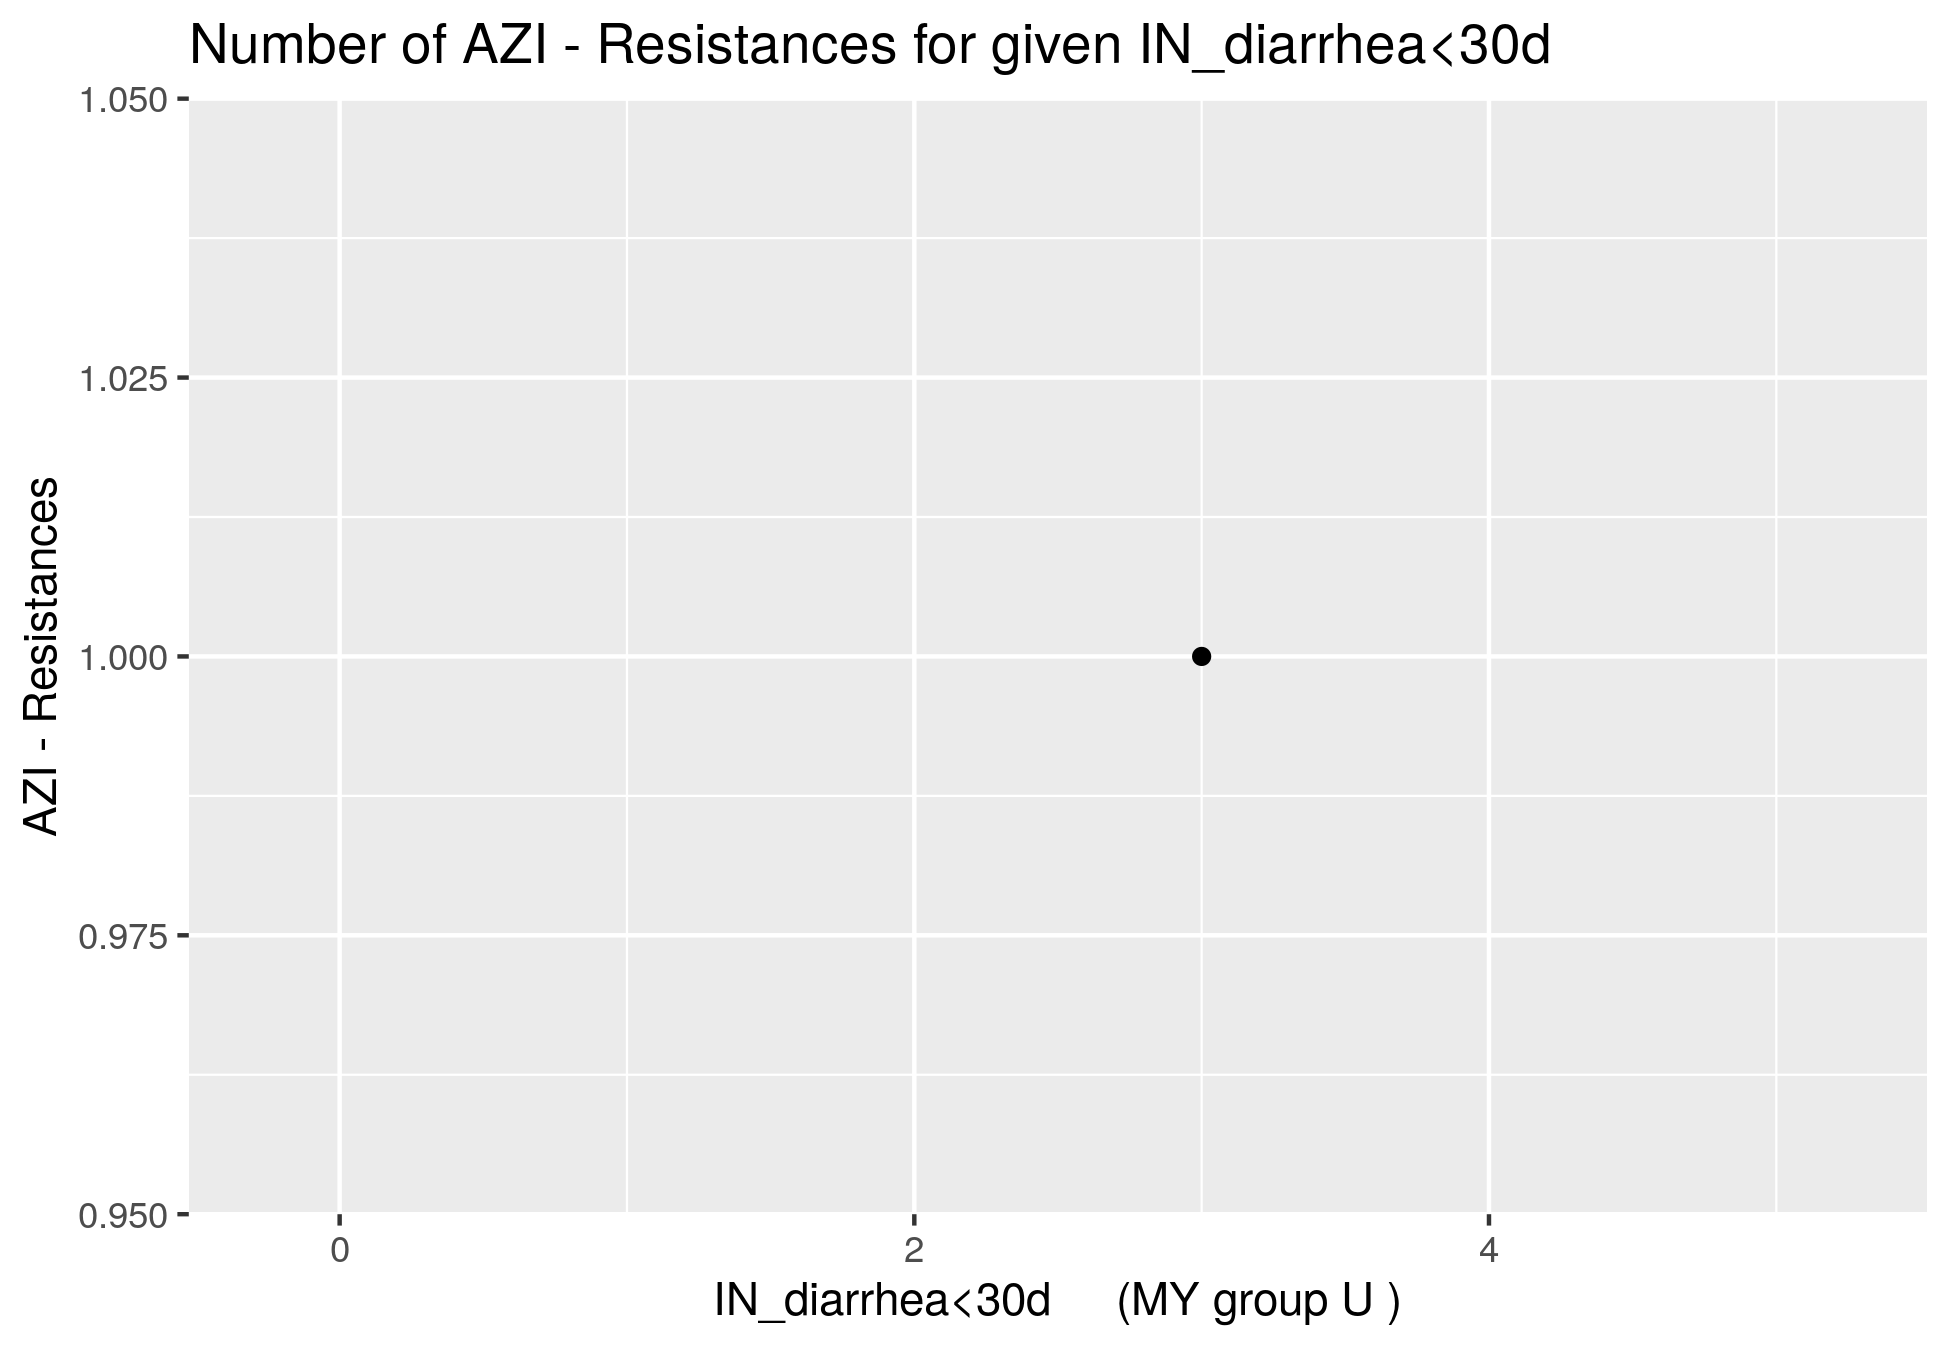 Number of AZI - Resistances for given IN_diarrhea<30d
1.050
1.025
1.000
0.975
0.950
AZI - Resistances
0 2 4
IN_diarrhea<30d (MY group U )